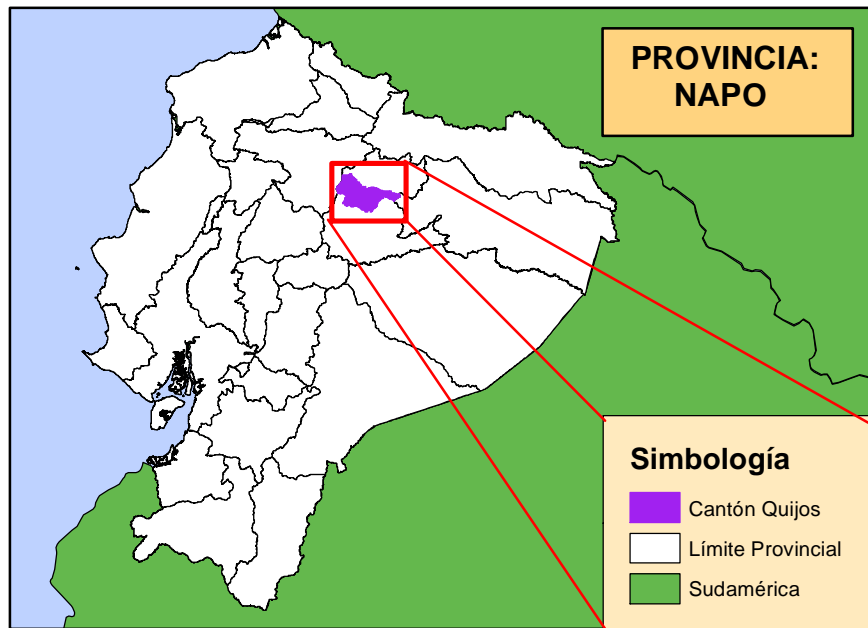 PROVINCIA:
NAPO
Simbología
Cantón Quijos
Límite Provincial
Sudamérica